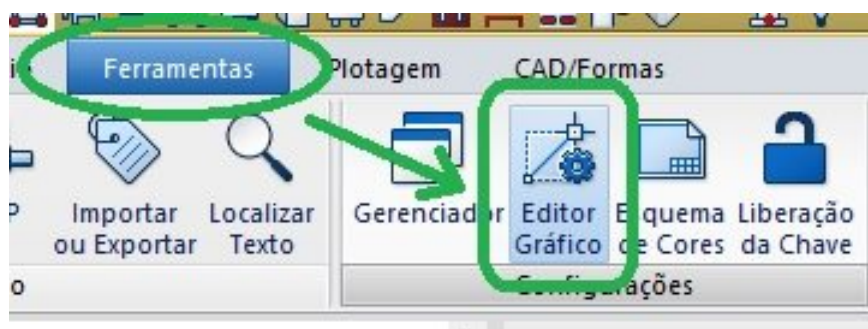 Ferramentas Plotagem CAD/Formas
Importar Localizar Gerenciador Editor Esquema Liberação
ou Exportar Texto Gráfico de Cores da Chave
Configurações